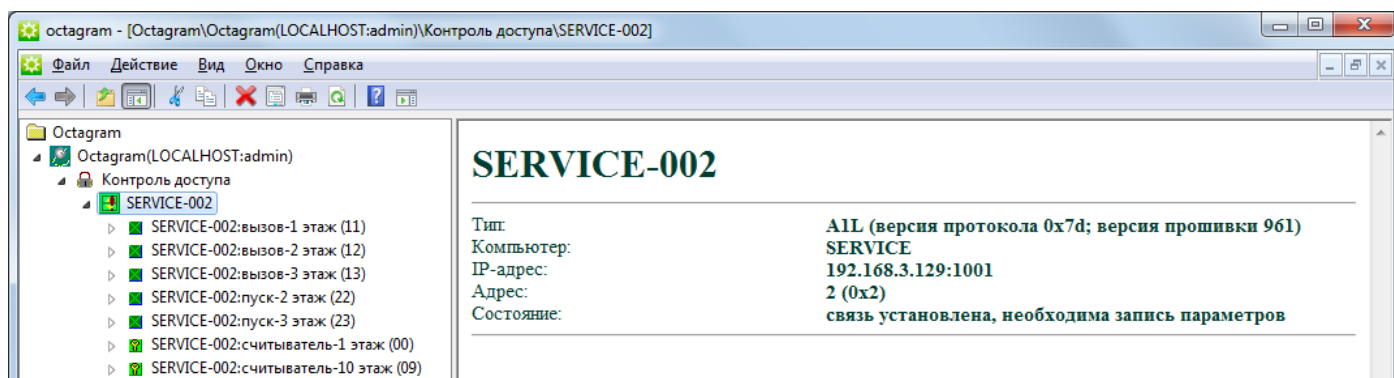 octagram - [Octagram\Octagram(LOCALHOST:admin)\Контроль доступа\SERVICE-002]
Файл Действие Вид Окно Справка
Octagram
Octagram(LOCALHOST:admin)
Контроль доступа
SERVICE-002
SERVICE-002:вызов-1 этаж (11)
SERVICE-002:вызов-2 этаж (12)
SERVICE-002:вызов-3 этаж (13)
SERVICE-002:пуск-2 этаж (22)
SERVICE-002:пуск-3 этаж (23)
SERVICE-002:считыватель-1 этаж (00)
SERVICE-002:считыватель-10 этаж (09)
SERVICE-002
Тип: A1L (версия протокола 0x7d; версия прошивки 961)
Компьютер: SERVICE
IP-адрес: 192.168.3.129:1001
Адрес: 2 (0x2)
Состояние: связь установлена, необходима запись параметров